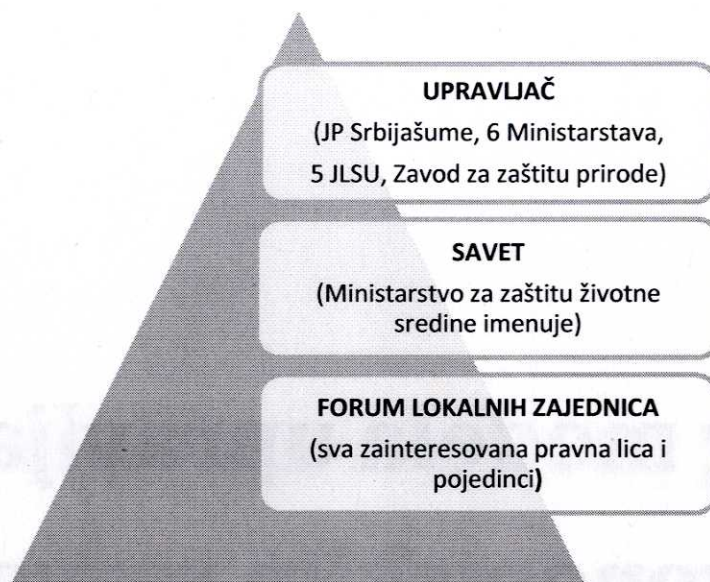 UPRAVLJAČ
(JP Srbijašume, 6 Ministarstava,
5 JLSU, Zavod za zaštitu prirode)
SAVET
(Ministarstvo za zaštitu životne
sredine imenuje)
FORUM LOKALNIH ZAJEDNICA
(sva zainteresovana pravna lica i
pojedinci)